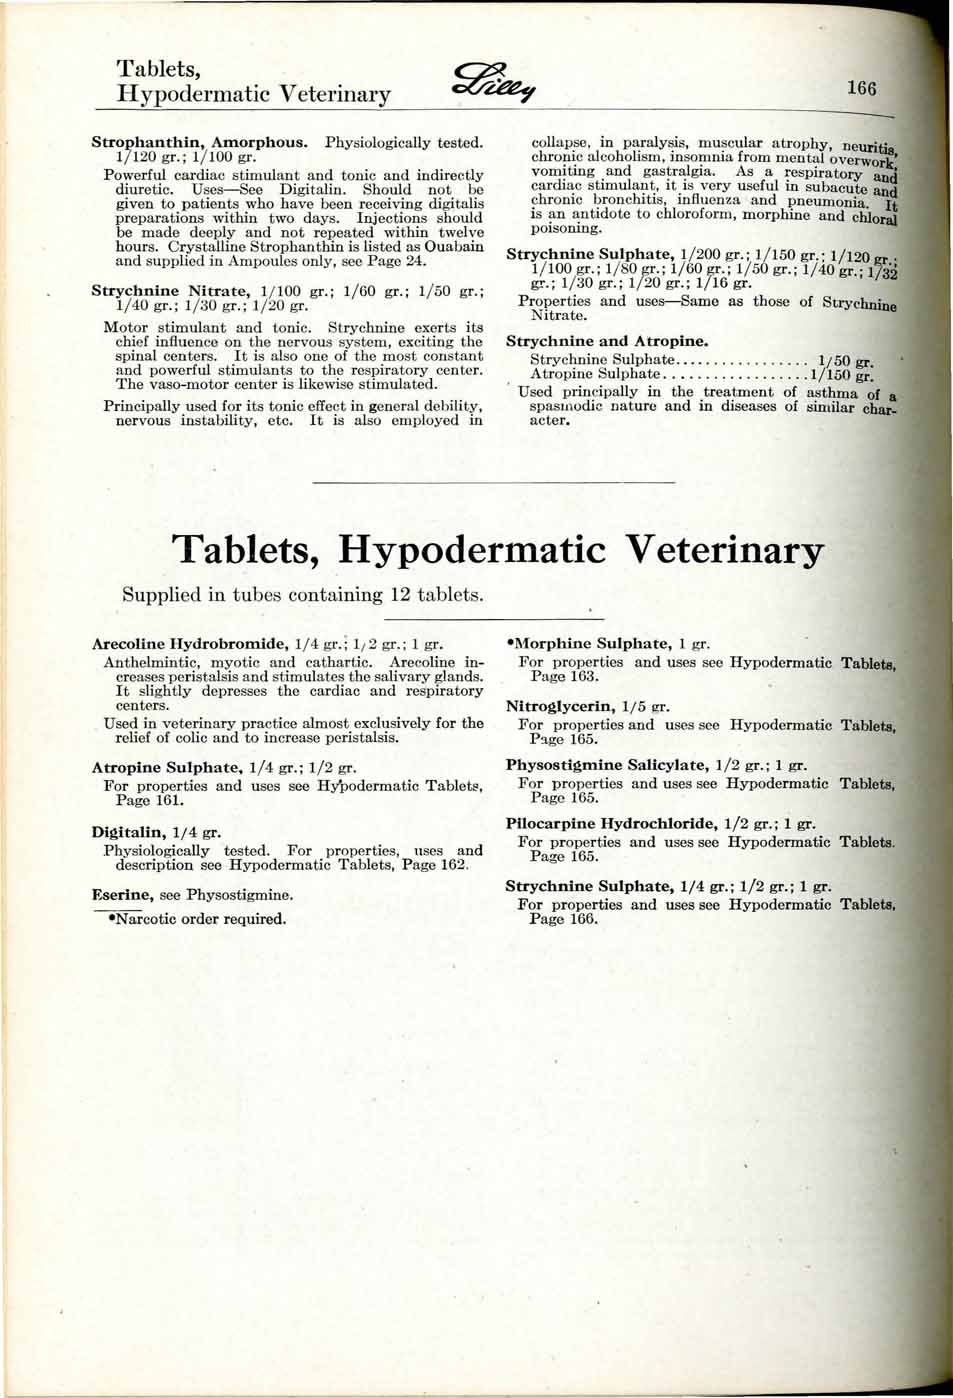 Tablets,
Hypodermatic Veterinary
Lilly
166
Strophanthin, Amorphous. Physiologically tested.
1/120 gr.; 1/100 gr.
Powerful cardiac stimulant and tonic and indirectly
diuretic. Uses—See Digitalin. Should not be
given to patients who have been receiving digitalis
preparations within two days. Injections should
be made deeply and not repeated within twelve
hours. Crystalline Strophanthin is listed as Ouabain
and supplied in Ampoules only, see Page 24.
Strychnine Nitrate, 1/100 gr.; 1/60 gr.; 1/50 gr.;
1/40 gr.; 1/30 gr.; 1/20 gr.
Motor stimulant and tonic. Strychnine exerts its
chief influence on the nervous system, exciting the
spinal centers. It is also one of the most constant
and powerful stimulants to the respiratory center.
The vaso-motor center is likewise stimulated.
Principally used for its tonic effect in general debility,
nervous instability, etc. It is also employed in
collapse, in paralysis, muscular atrophy, neuritis,
chronic alcoholism, insomnia from mental overwork,
vomiting and gastralgia. As a respiratory and
cardiac stimulant, it is very useful in subacute and
chronic bronchitis, influenza and pneumonia. It
is an antidote to chloroform, morphine and chloral
poisoning.
Strychnine Sulphate, 1/200 gr.; 1/150 gr.; 1/120 gr.;
1/100 gr.; 1/80 gr.; 1/60 gr.; 1/50 gr.; 1/40 gr.; 1/32
gr.; 1/30 gr.; 1/20 gr.; 1/16 gr.
Properties and uses—Same as those of Strychnine
Nitrate.
Strychnine and Atropine.
Strychnine Sulphate................. 1/50 gr.
Atropine Sulphate...................1/150 gr.
Used principally in the treatment of asthma of a
spasmodic nature and in diseases of similar char-
acter.
Tablets, Hypodermatic Veterinary
Supplied in tubes containing 12 tablets.
Arecoline Hydrobromide, 1/4 gr.; 1/2 gr.; 1 gr.
Anthelmintic, myotic and cathartic. Arecoline in-
creases peristalsis and stimulates the salivary glands.
It slightly depresses the cardiac and respiratory
centers.
Used in veterinary practice almost exclusively for the
relief of colic and to increase peristalsis.
Atropine Sulphate, 1/4 gr.; 1/2 gr.
For properties and uses see Hypodermatic Tablets,
Page 161.
Digitalin, 1/4 gr.
Physiologically tested. For properties, uses and
description see Hypodermatic Tablets, Page 162.
Eserine, see Physostigmine.
•Narcotic order required.
•Morphine Sulphate, 1 gr.
For properties and uses see Hypodermatic Tablets,
Page 163.
Nitroglycerin, 1/5 gr.
For properties and uses see Hypodermatic Tablets,
Page 165.
Physostigmine Salicylate, 1/2 gr.; 1 gr.
For properties and uses see Hypodermatic Tablets,
Page 165.
Pilocarpine Hydrochloride, 1/2 gr.; 1 gr.
For properties and uses see Hypodermatic Tablets.
Page 165.
Strychnine Sulphate, 1/4 gr.; 1/2 gr.; 1 gr.
For properties and uses see Hypodermatic Tablets,
Page 166.